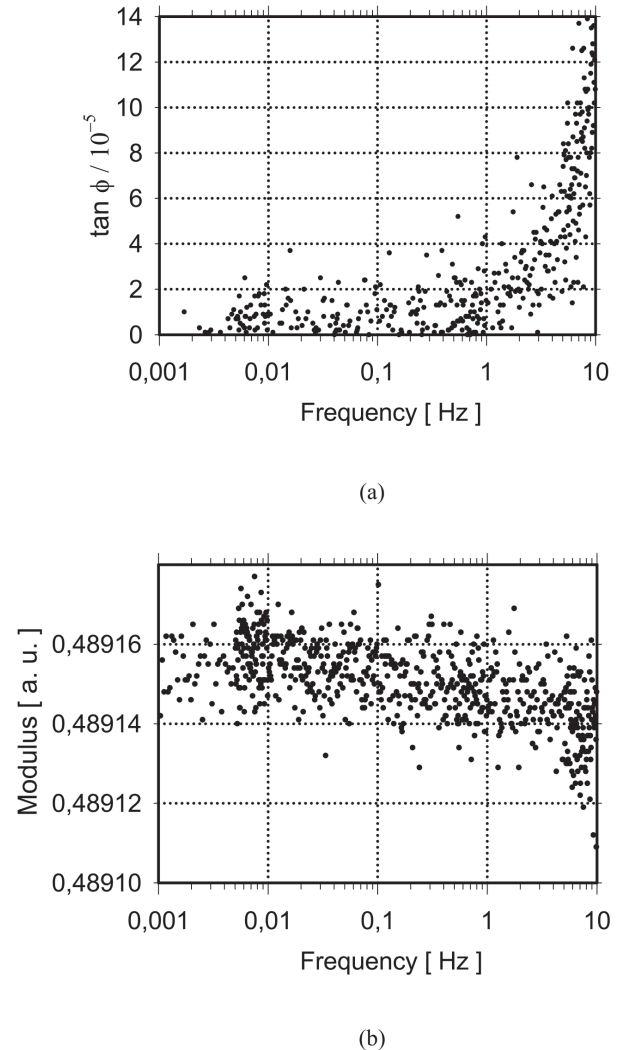 14
12
10
8
6
4
2
0
tan ϕ / 10⁻⁵
0,001 0,01 0,1 1 10
Frequency [ Hz ]
(a)
0,48916
0,48914
0,48912
0,48910
Modulus [ a. u. ]
0,001 0,01 0,1 1 10
Frequency [ Hz ]
(b)